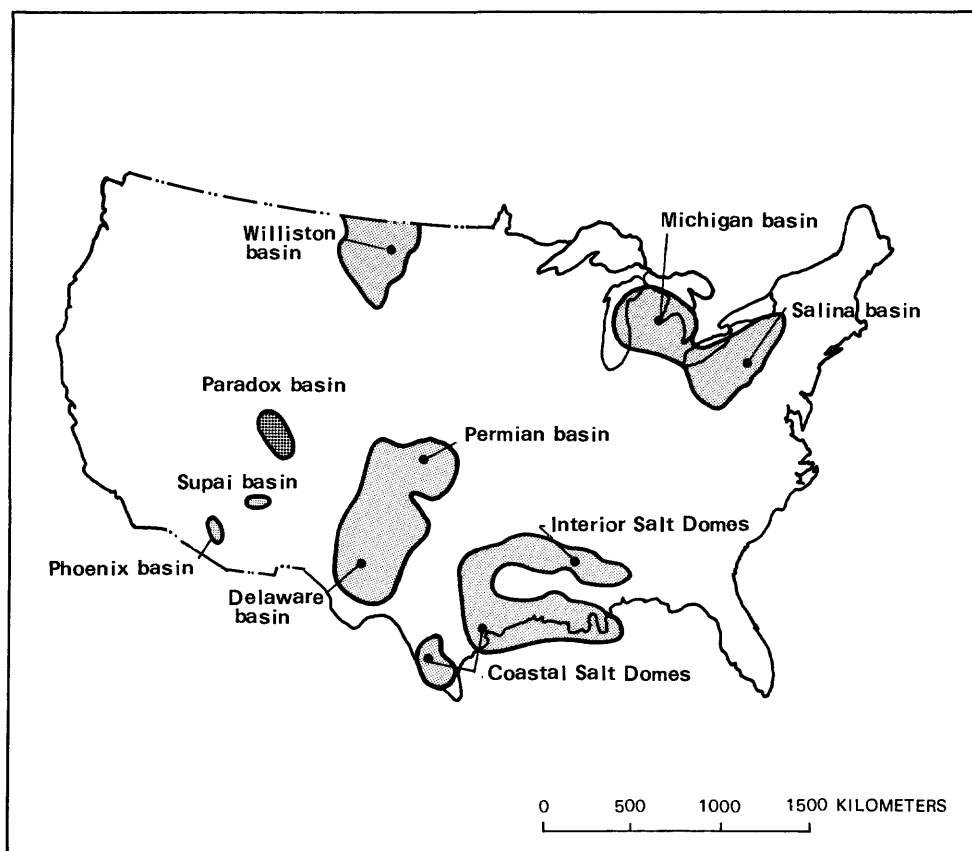 Williston
basin
Michigan
basin
Salina basin
Paradox basin
Permian basin
Supai basin
Interior Salt Domes
Phoenix basin
Delaware
basin
Coastal Salt Domes
0 500 1000 1500 KILOMETERS